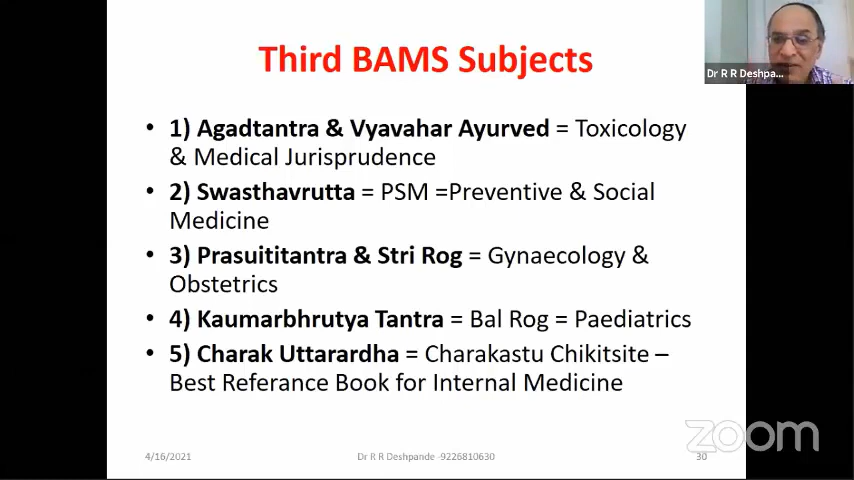 Third BAMS Subjects
Dr R R Deshpa...
• 1) Agadtantra & Vyavahar Ayurved = Toxicology
& Medical Jurisprudence
• 2) Swasthavrutta = PSM =Preventive & Social
Medicine
• 3) Prasuititantra & Stri Rog = Gynaecology &
Obstetrics
• 4) Kaumarbhrutya Tantra = Bal Rog = Paediatrics
• 5) Charak Uttarardha = Charakastu Chikitsite –
Best Referance Book for Internal Medicine
zoom
4/16/2021 Dr R R Deshpande -9226810630 30